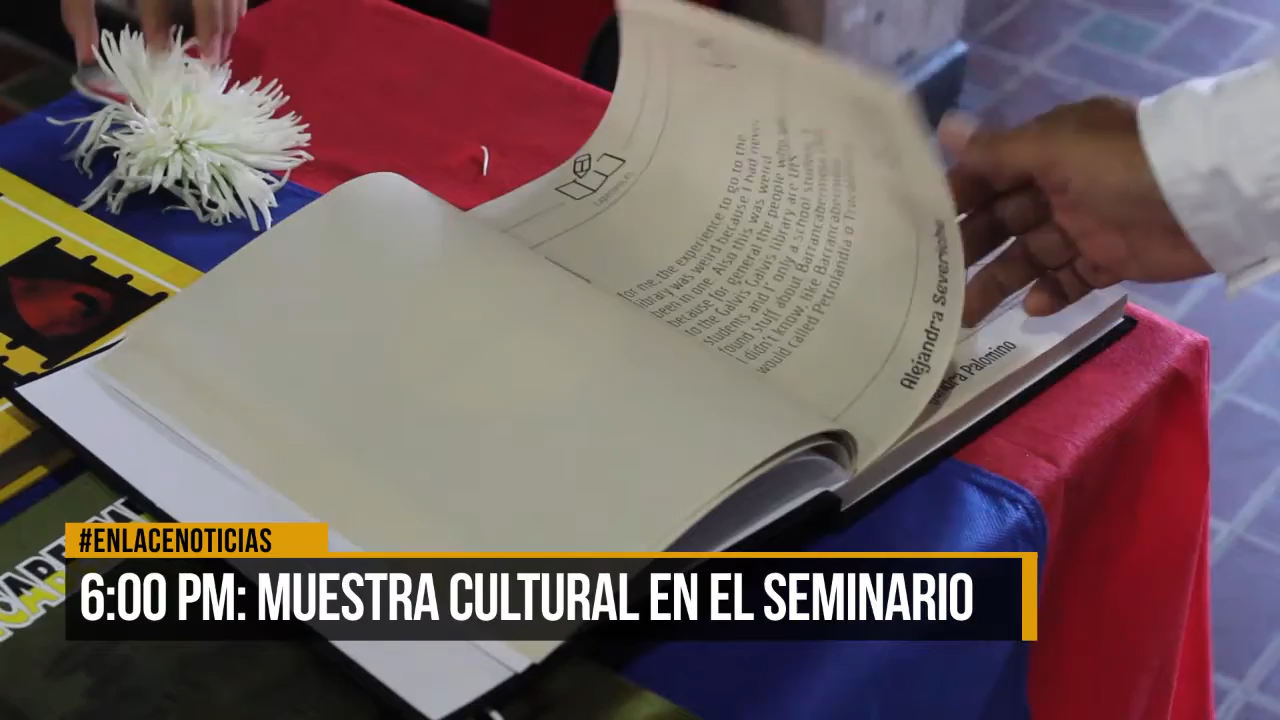 for me, the experience to go to the
library was weird because I had never
been in one. Also this was weird
because for general the people who
to the Galvis Galvis library are UIS
students and I' only a school student
found stuff about Barrancabermeja
I didn't know, like Barrancabermeja
would called Petrolandia o
Alejandra Severiche
Palomino
#ENLACENOTICIAS
6:00 PM: MUESTRA CULTURAL EN EL SEMINARIO